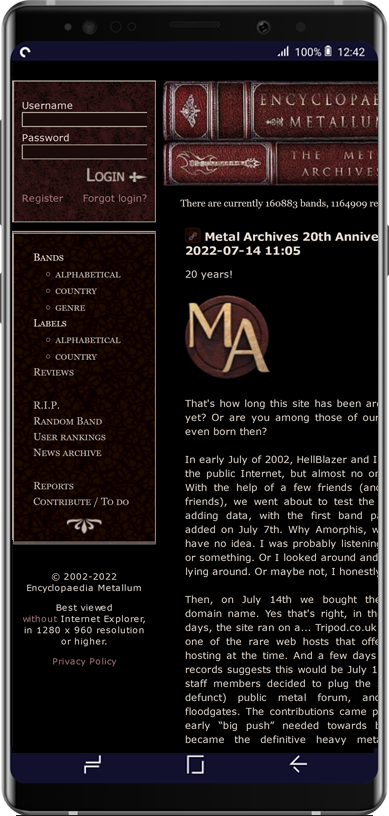 100% 12:42
Username
Password
LOGIN
Register Forgot login?
BANDS
ALPHABETICAL
COUNTRY
GENRE
LABELS
ALPHABETICAL
COUNTRY
REVIEWS
R.I.P.
RANDOM BAND
USER RANKINGS
NEWS ARCHIVE
REPORTS
CONTRIBUTE / TO DO
© 2002-2022
Encyclopaedia Metallum
Best viewed
without Internet Explorer,
in 1280 x 960 resolution
or higher.
Privacy Policy
ENCYCLOPAE
METALLUM
THE MET
ARCHIVES
There are currently 160883 bands, 1164909 re
Metal Archives 20th Annive
2022-07-14 11:05
20 years!
MA
That's how long this site has been aro
yet? Or are you among those of our
even born then?
In early July of 2002, HellBlazer and I
the public Internet, but almost no on
With the help of a few friends (and
friends), we went about to test the
adding data, with the first band pa
added on July 7th. Why Amorphis, w
have no idea. I was probably listening
or something. Or I looked around and
lying around. Or maybe not, I honestly
Then, on July 14th we bought the
domain name. Yes that's right, in the
days, the site ran on a... Tripod.co.uk
one of the rare web hosts that offe
hosting at the time. And a few days
records suggests this would be July 1
staff members decided to plug the
defunct) public metal forum, and
floodgates. The contributions came p
early “big push” needed towards b
became the definitive heavy meta